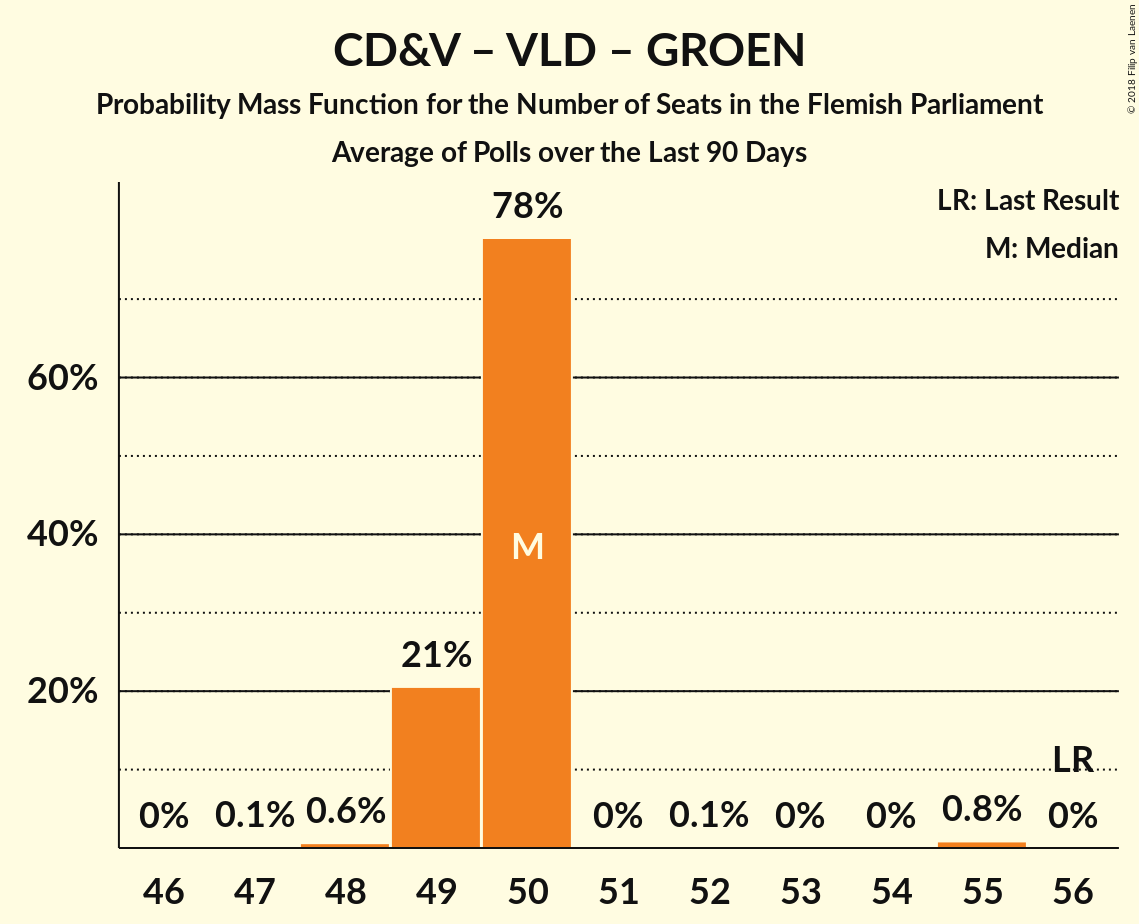 CD&V – VLD – GROEN
Probability Mass Function for the Number of Seats in the Flemish Parliament
Average of Polls over the Last 90 Days
© 2018 Filip van Laenen
LR: Last Result
M: Median
78%
60%
40%
M
21%
20%
LR
0% 0.1% 0.6% 0% 0.1% 0% 0% 0.8% 0%
46 47 48 49 50 51 52 53 54 55 56